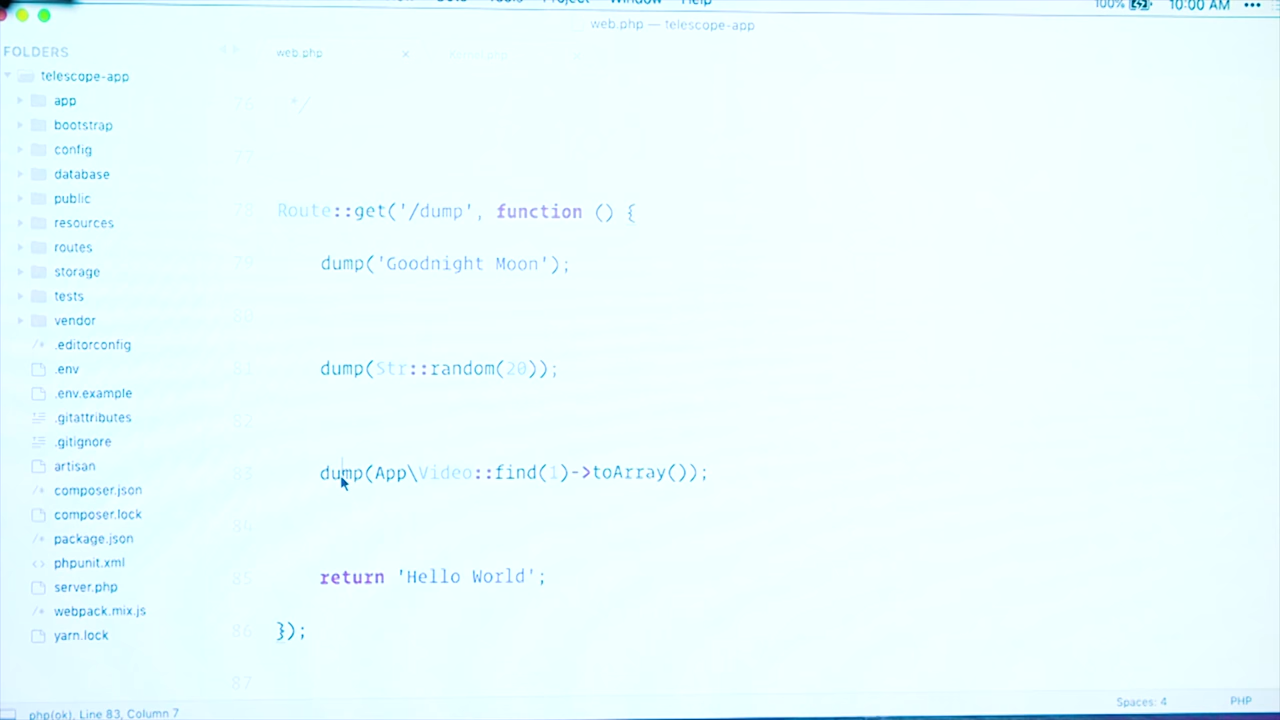 Window Help
100% 10:00 AM
web.php — telescope-app
FOLDERS
web.php
telescope-app
app
bootstrap
config
database
public
resources
routes
storage
tests
vendor
.editorconfig
.env
.env.example
.gitattributes
.gitignore
artisan
composer.json
composer.lock
package.json
phpunit.xml
server.php
webpack.mix.js
yarn.lock
76 */
77
78 Route::get('/dump', function () {
79 dump('Goodnight Moon');
80
81 dump(Str::random(20));
82
83 dump(App\Video::find(1)->toArray());
84
85 return 'Hello World';
86 });
87
php(ok), Line 83, Column 7
Spaces: 4 PHP